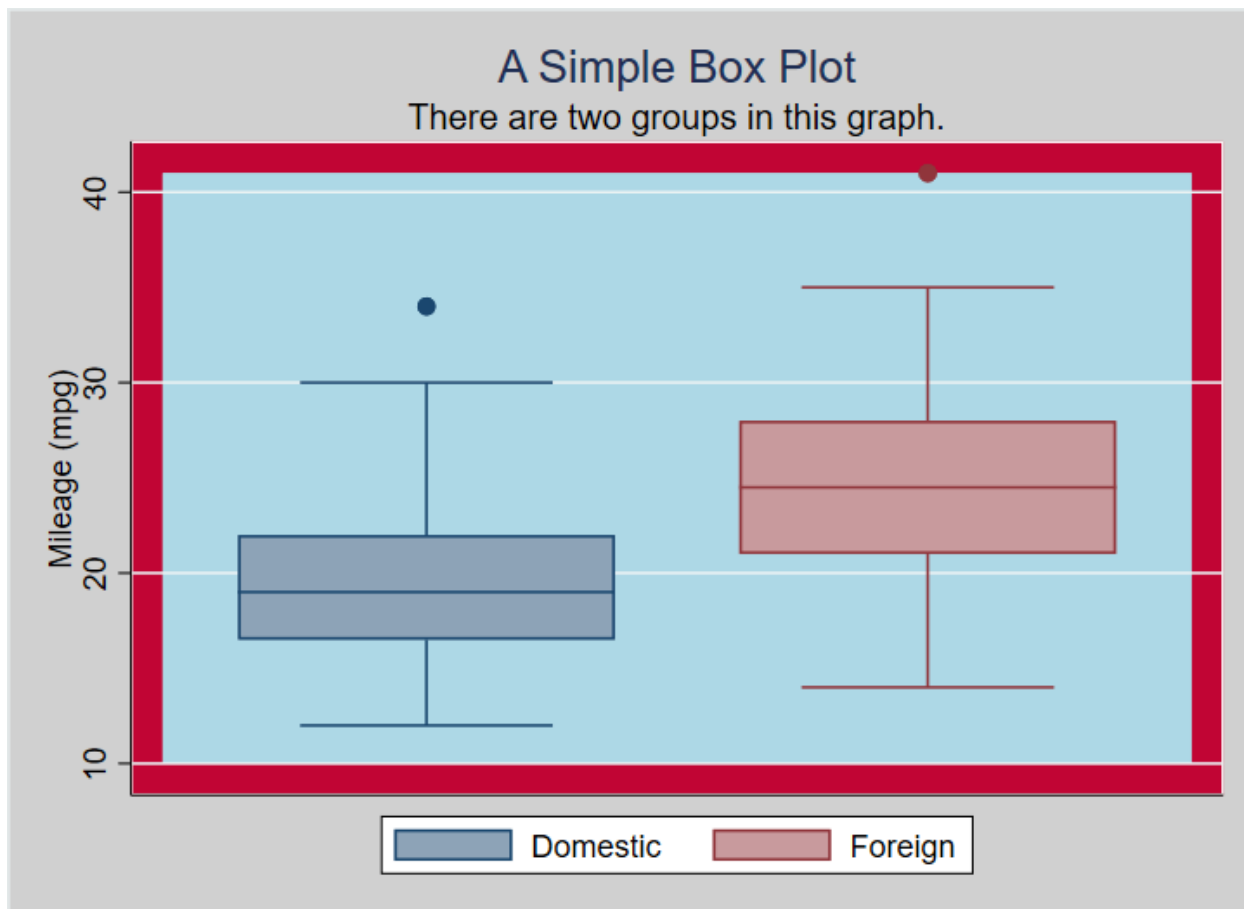 A Simple Box Plot
There are two groups in this graph.
Mileage (mpg)
40
30
20
10
Domestic Foreign